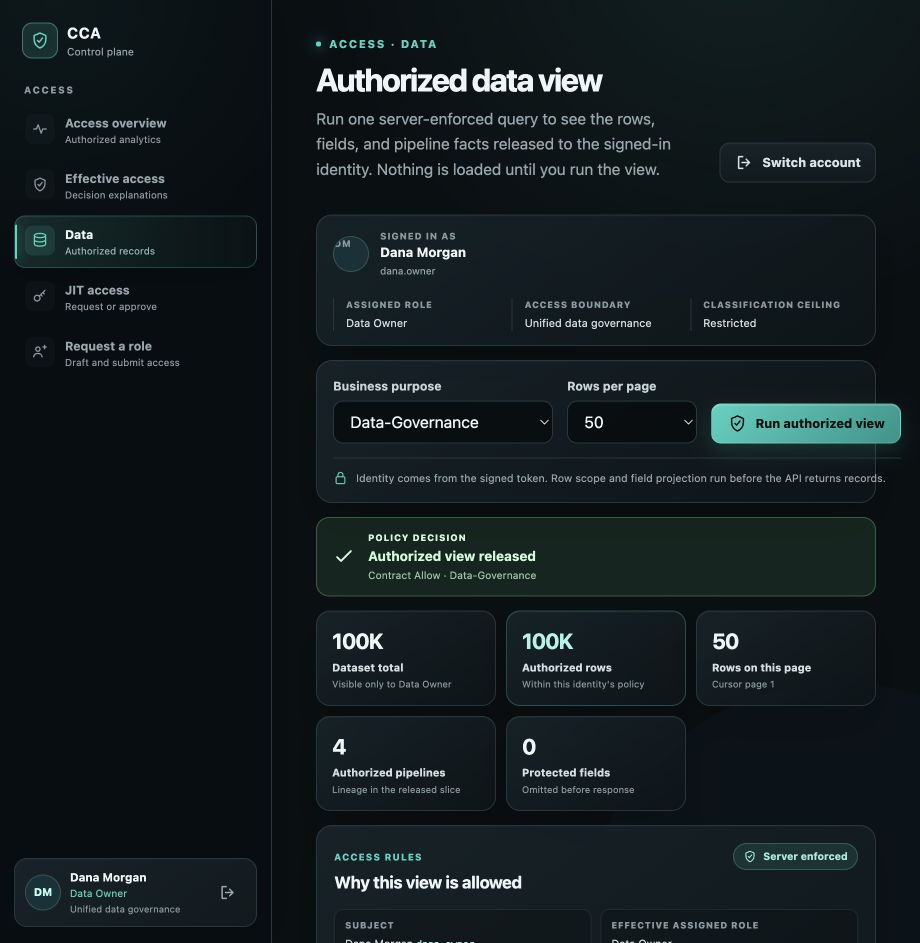 CCA
Control plane
ACCESS
Access overview
Authorized analytics
Effective access
Decision explanations
Data
Authorized records
JIT access
Request or approve
Request a role
Draft and submit access
DM
Dana Morgan
Data Owner
Unified data governance
ACCESS · DATA
Authorized data view
Run one server-enforced query to see the rows,
fields, and pipeline facts released to the signed-in
identity. Nothing is loaded until you run the view.
Switch account
SIGNED IN AS
Dana Morgan
dana.owner
ASSIGNED ROLE
Data Owner
ACCESS BOUNDARY
Unified data governance
CLASSIFICATION CEILING
Restricted
Business purpose
Data-Governance
Rows per page
50
Run authorized view
Identity comes from the signed token. Row scope and field projection run before the API returns records.
POLICY DECISION
Authorized view released
Contract Allow · Data-Governance
100K
Dataset total
Visible only to Data Owner
100K
Authorized rows
Within this identity's policy
50
Rows on this page
Cursor page 1
4
Authorized pipelines
Lineage in the released slice
0
Protected fields
Omitted before response
ACCESS RULES
Why this view is allowed
Server enforced
SUBJECT
Dana Morgan
EFFECTIVE ASSIGNED ROLE
Data Owner